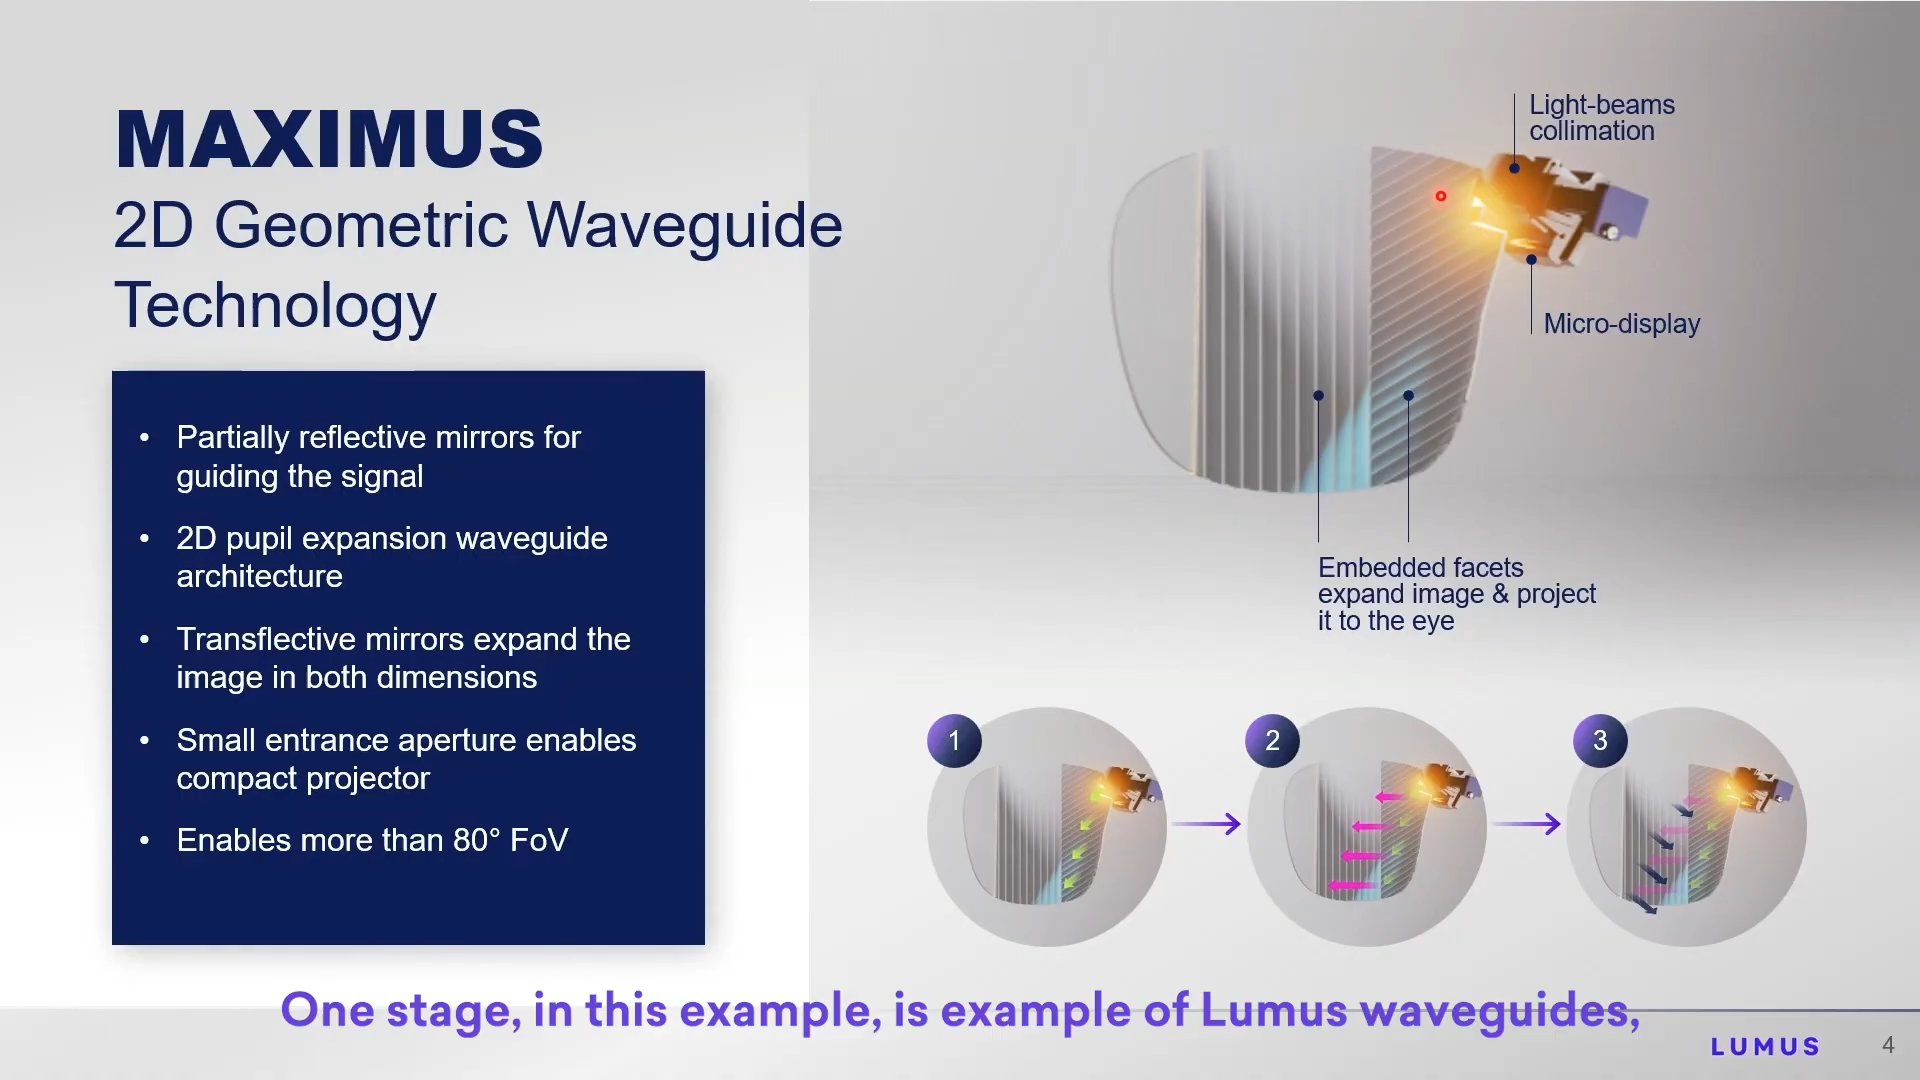 MAXIMUS
2D Geometric Waveguide
Technology
• Partially reflective mirrors for
guiding the signal
• 2D pupil expansion waveguide
architecture
• Transflective mirrors expand the
image in both dimensions
• Small entrance aperture enables
compact projector
• Enables more than 80° FoV
Light-beams
collimation
Micro-display
Embedded facets
expand image & project
it to the eye
1
2
3
One stage, in this example, is example of Lumus waveguides,
LUMUS
4